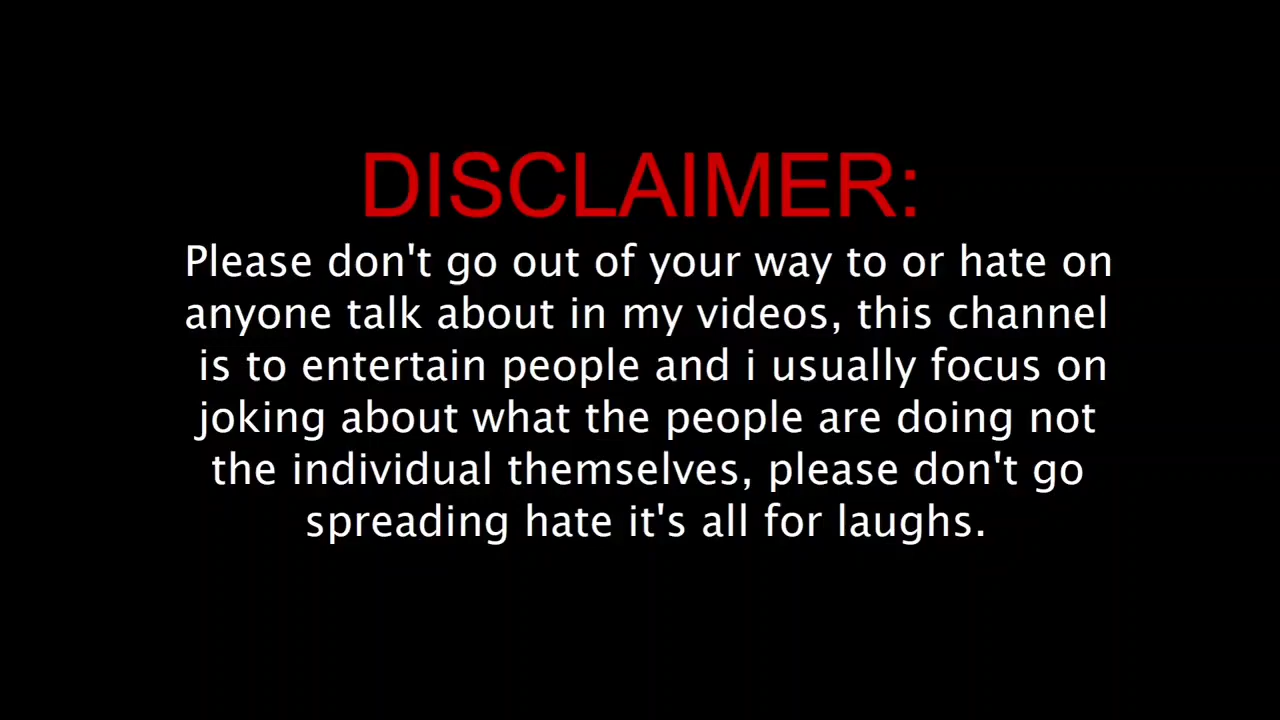 DISCLAIMER:
Please don't go out of your way to or hate on
anyone talk about in my videos, this channel
is to entertain people and i usually focus on
joking about what the people are doing not
the individual themselves, please don't go
spreading hate it's all for laughs.